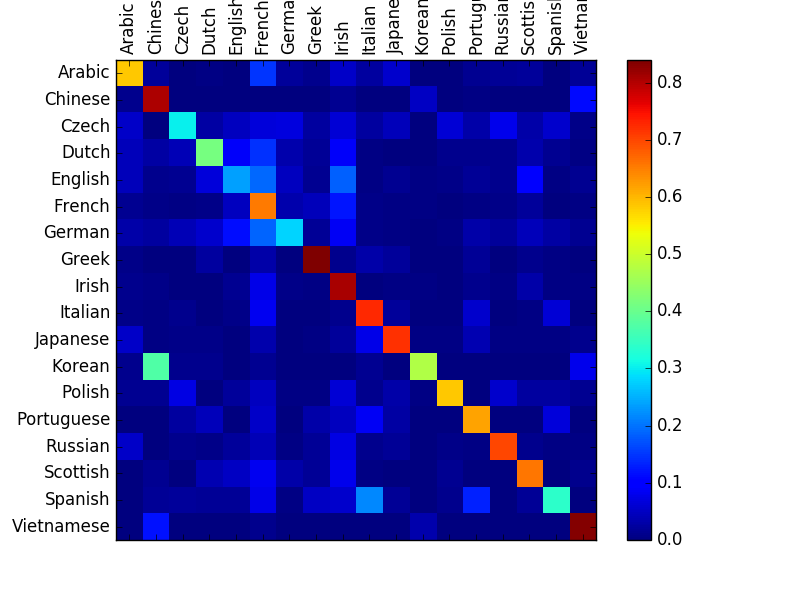 Arabic
Chines
Czech
Dutch
English
French
Germa
Greek
Irish
Italian
Japane
Korean
Polish
Portugu
Russian
Scottis
Spanish
Vietnam
Arabic
Chinese
Czech
Dutch
English
French
German
Greek
Irish
Italian
Japanese
Korean
Polish
Portuguese
Russian
Scottish
Spanish
Vietnamese
0.8
0.7
0.6
0.5
0.4
0.3
0.2
0.1
0.0